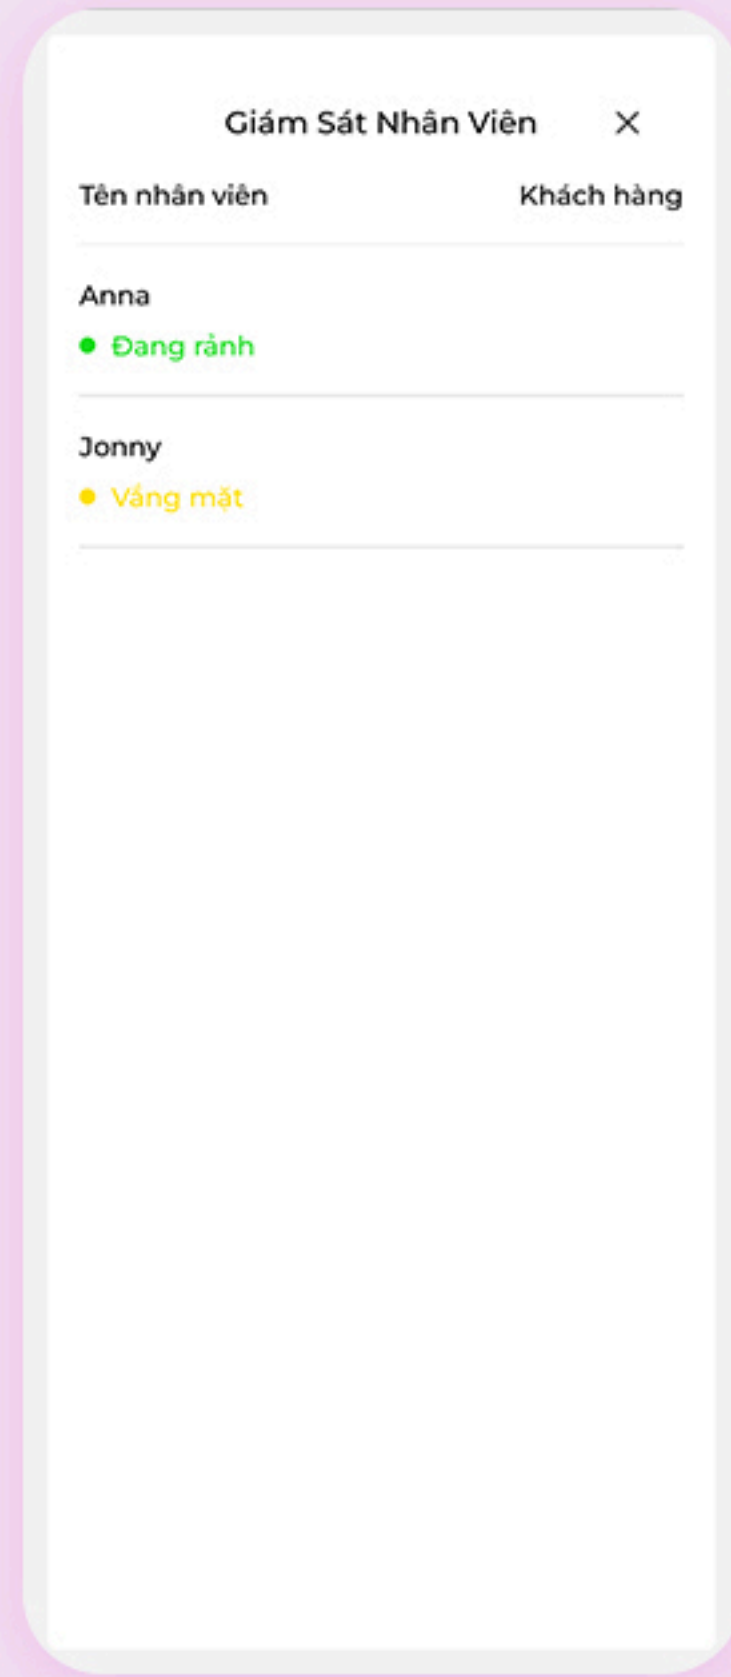 Giám Sát Nhân Viên
Tên nhân viên Khách hàng
Anna
Đang rảnh
Jonny
Vắng mặt